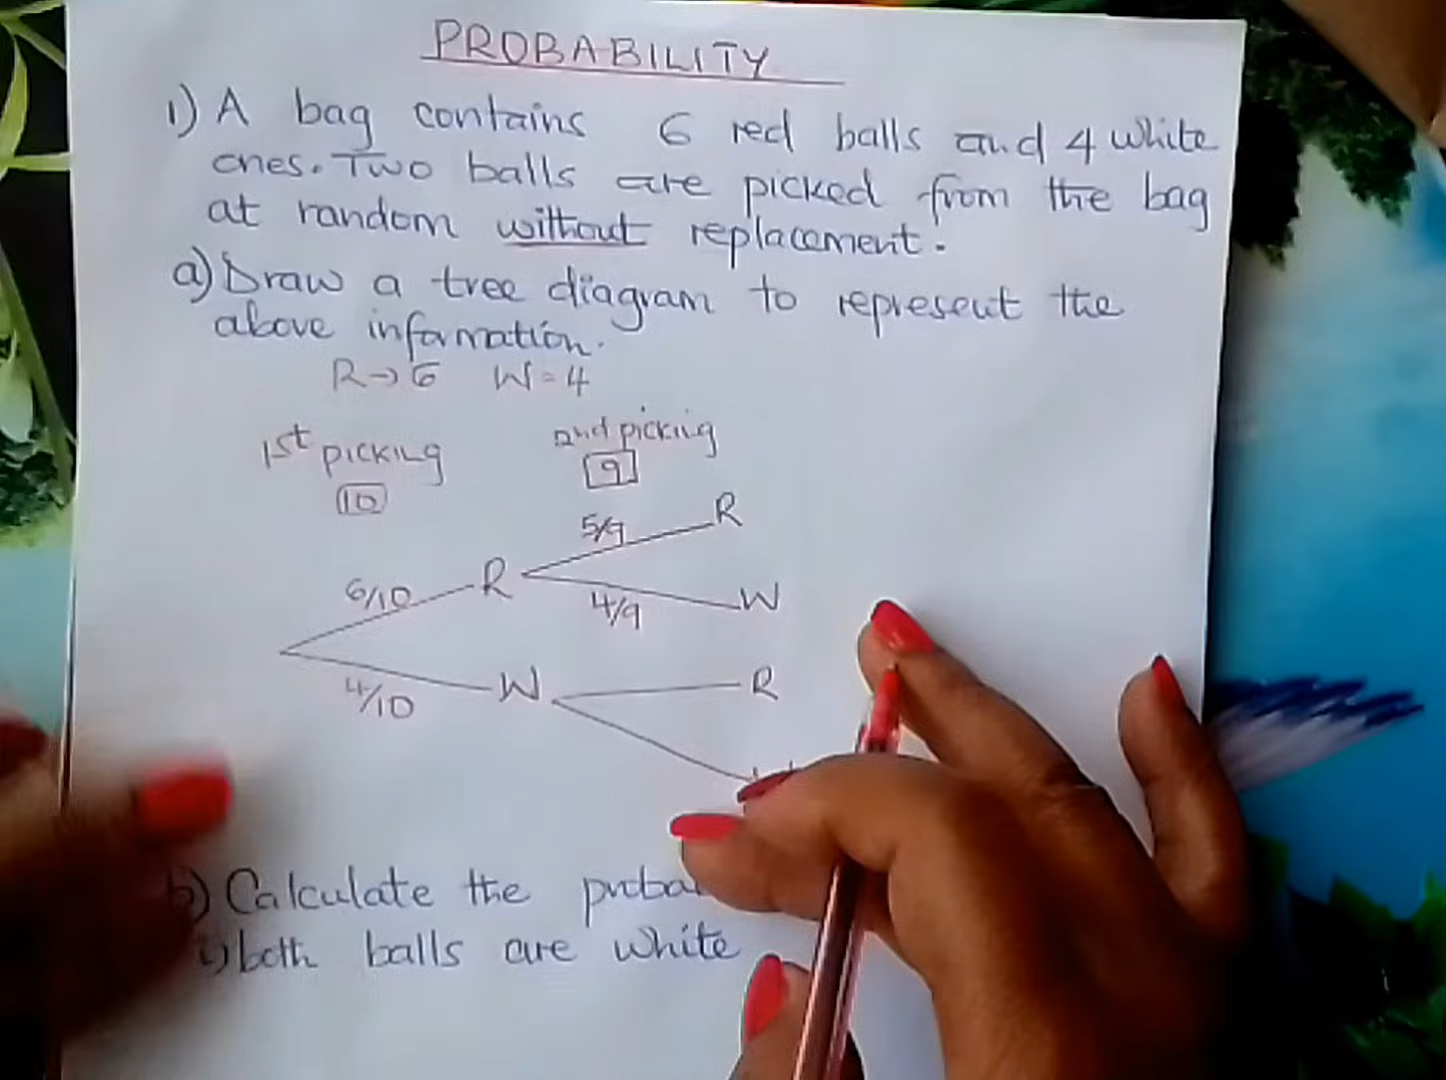 PROBABILITY
1) A bag contains 6 red balls and 4 white
ones. Two balls are picked from the bag
at random without replacement.
a) Draw a tree diagram to represent the
above information.
R→6 W=4
1st picking 2nd picking
10 9
5/9 R
6/10 R
4/9 W
4/10 W R
b) Calculate the
i) both balls are white